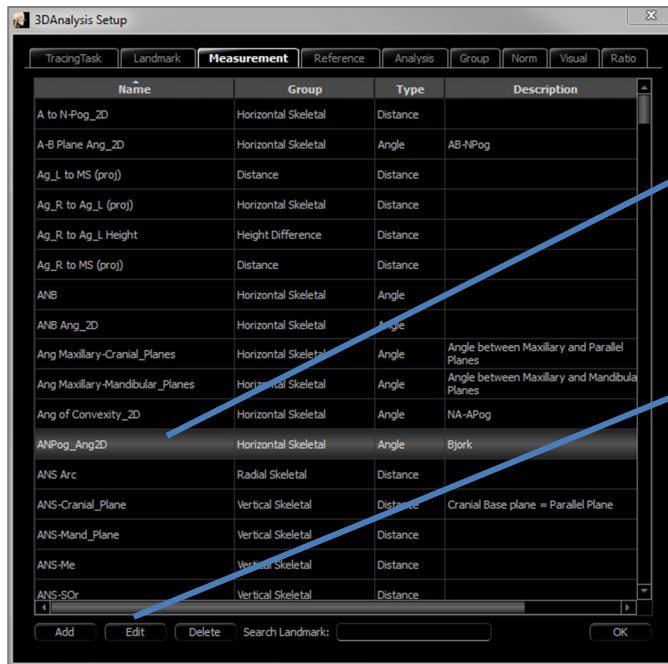 3DAnalysis Setup
x
TracingTask Landmark Measurement Reference Analysis Group Norm Visual Ratio
Name Group Type Description
A to N-Pog_2D Horizontal Skeletal Distance
A-B Plane Ang_2D Horizontal Skeletal Angle AB-NPog
Ag_L to MS (proj) Distance Distance
Ag_R to Ag_L (proj) Horizontal Skeletal Distance
Ag_R to Ag_L Height Height Difference Distance
Ag_R to MS (proj) Distance Distance
ANB Horizontal Skeletal Angle
ANB Ang_2D Horizontal Skeletal Angle
Ang Maxillary-Cranial_Planes Horizontal Skeletal Angle Angle between Maxillary and Parallel
Planes
Ang Maxillary-Mandibular_Planes Horizontal Skeletal Angle Angle between Maxillary and Mandibula
Planes
Ang of Convexity_2D Horizontal Skeletal Angle NA-APog
ANPog_Ang2D Horizontal Skeletal Angle Bjork
ANS Arc Radial Skeletal Distance
ANS-Cranial_Plane Vertical Skeletal Distance Cranial Base plane = Parallel Plane
ANS-Mand_Plane Vertical Skeletal Distance
ANS-Me Vertical Skeletal Distance
ANS-SOr Vertical Skeletal Distance
Add Edit Delete Search Landmark: OK